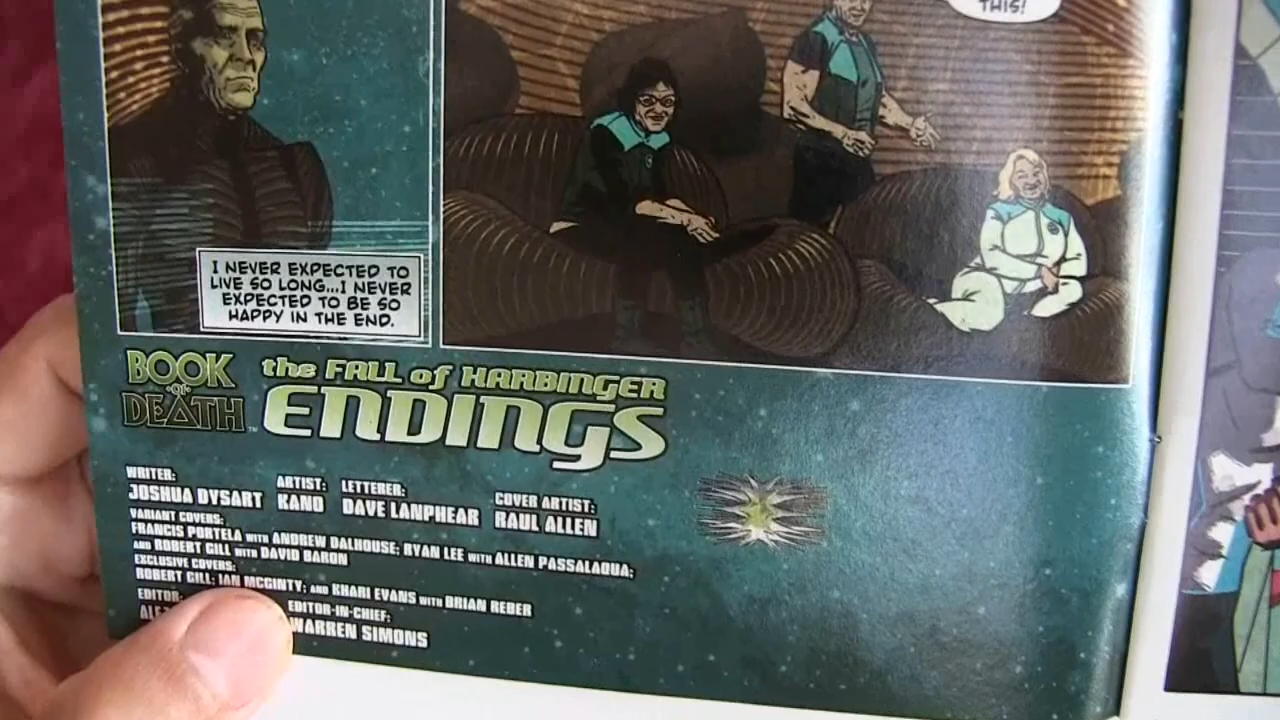 THIS!
I NEVER EXPECTED TO
LIVE SO LONG...I NEVER
EXPECTED TO BE SO
HAPPY IN THE END.
BOOK
OF
DEATH™
the FALL of HARBINGER
ENDINGS
WRITER:
JOSHUA DYSART
ARTIST:
KANO
LETTERER:
DAVE LANPHEAR
COVER ARTIST:
RAUL ALLEN
VARIANT COVERS:
FRANCIS PORTELA WITH ANDREW DALHOUSE; RYAN LEE WITH ALLEN PASSALAQUA;
AND ROBERT GILL WITH DAVID BARON
EXCLUSIVE COVERS:
ROBERT GILL; IAN MCGINTY; AND KHARI EVANS WITH BRIAN REBER
EDITOR:
EDITOR-IN-CHIEF:
WARREN SIMONS